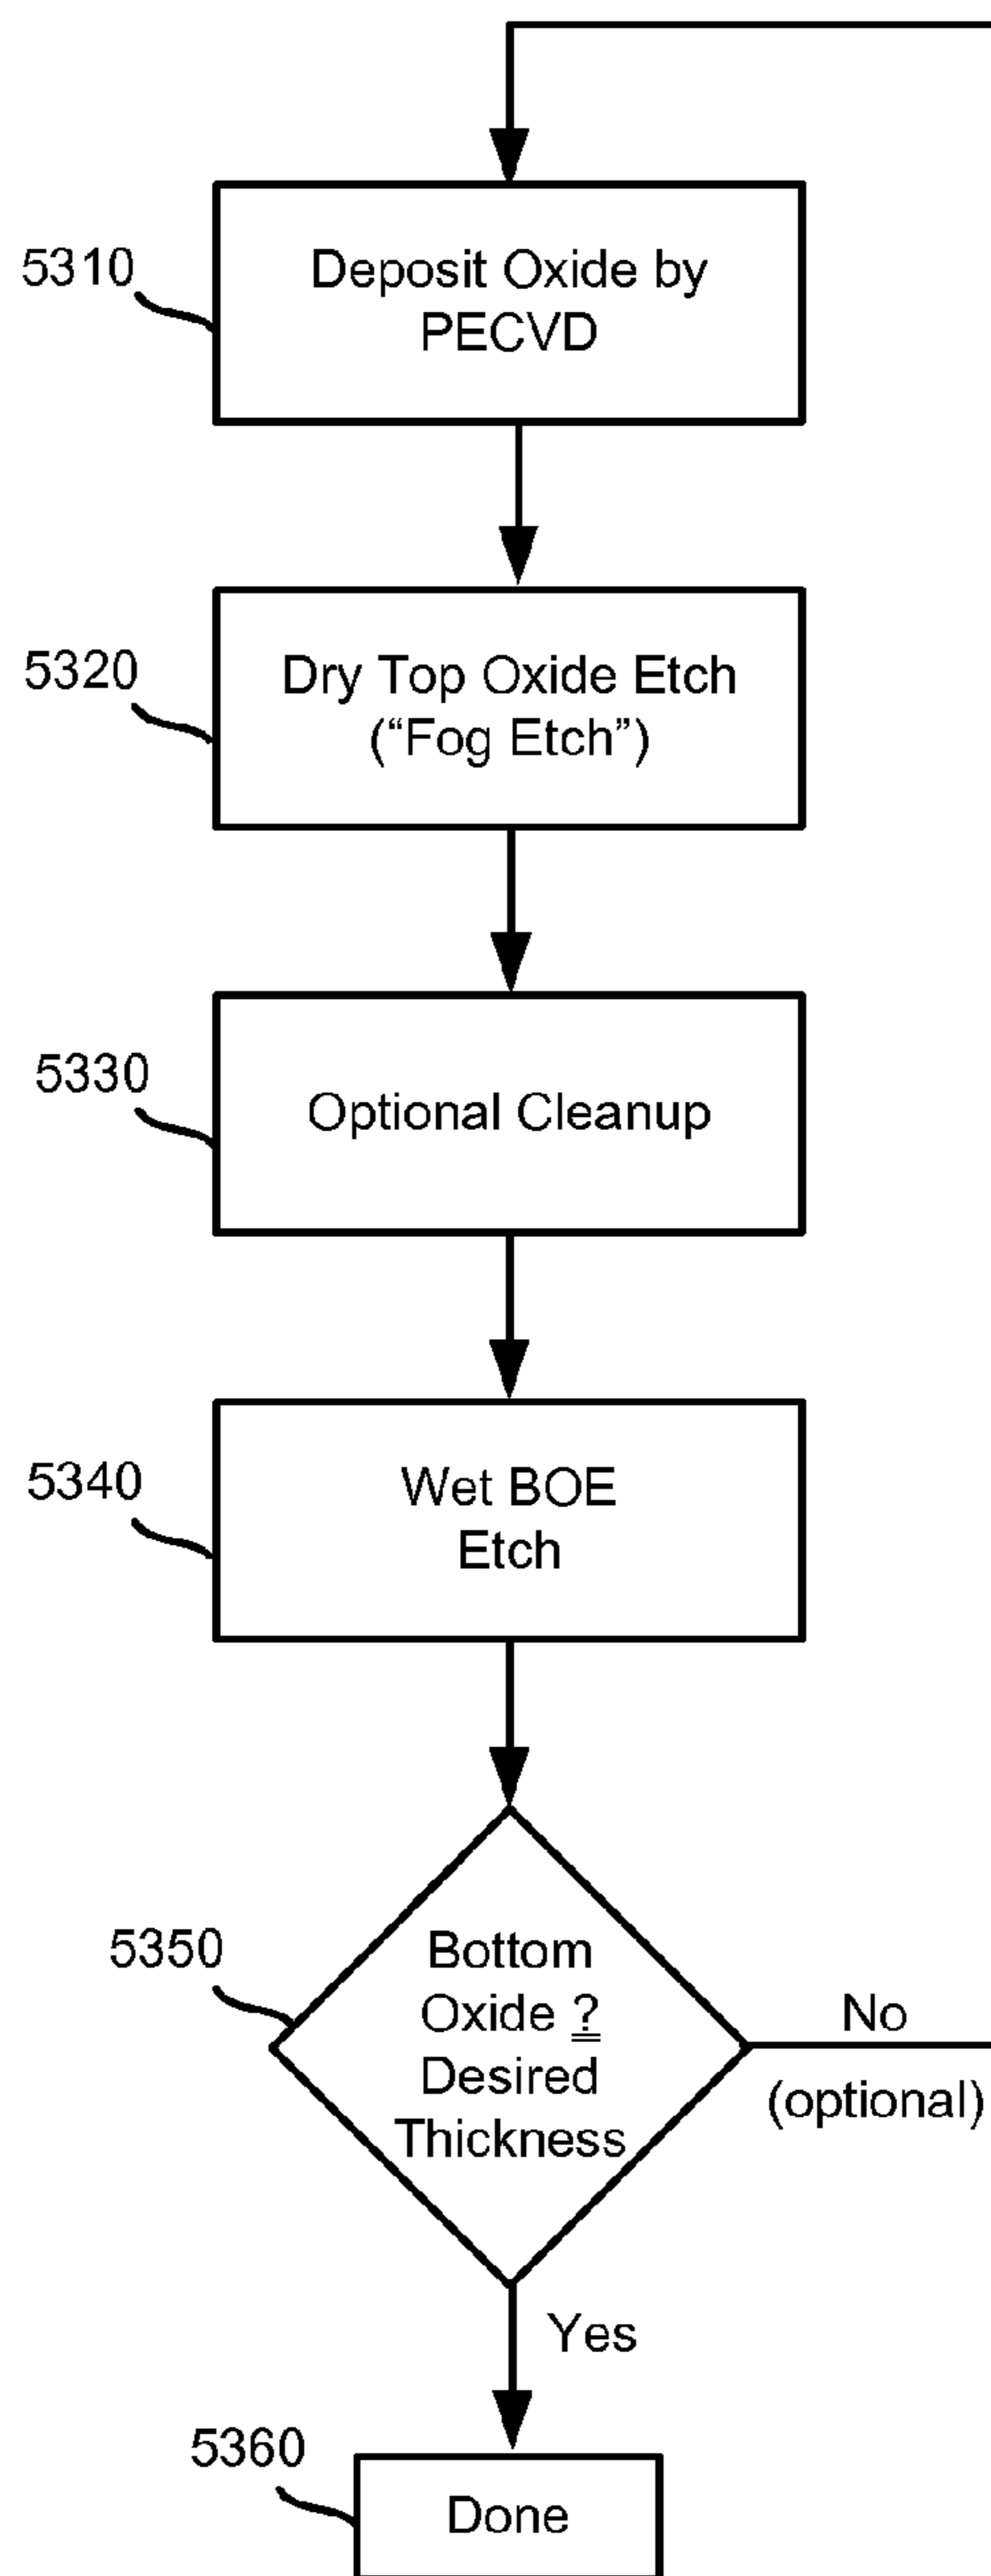 5310
Deposit Oxide by
PECVD
5320
Dry Top Oxide Etch
(“Fog Etch”)
5330
Optional Cleanup
5340
Wet BOE
Etch
5350
Bottom
Oxide ?
Desired
Thickness
No
(optional)
Yes
5360
Done